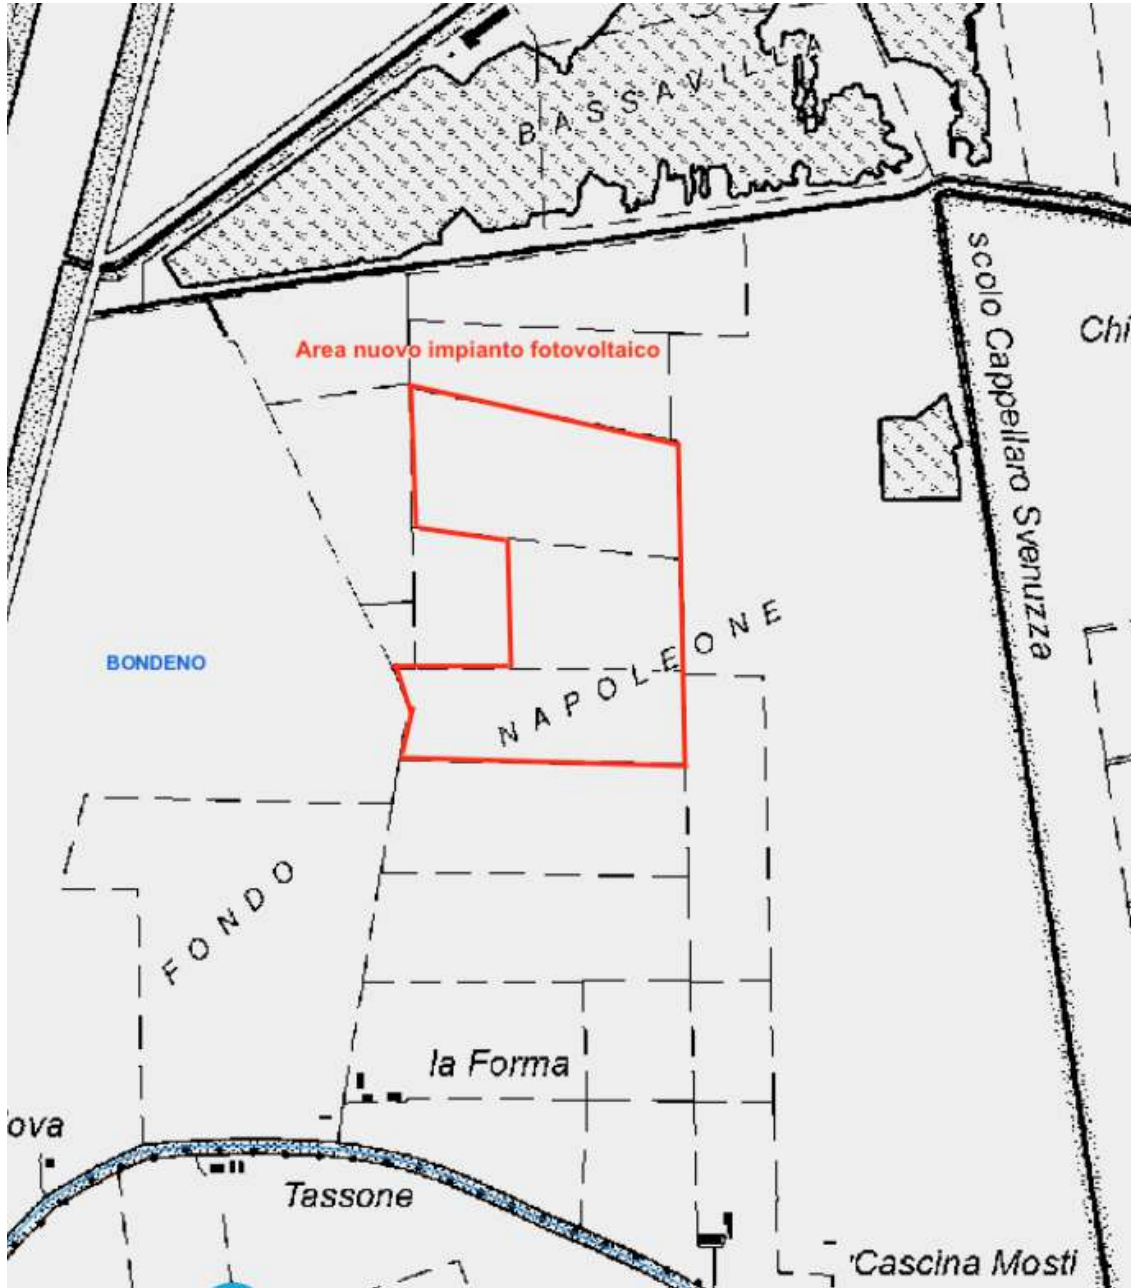 BASSAVILLA
scolo Cappellaro Svenuzza
Chi
Area nuovo impianto fotovoltaico
NAPOLEONE
BONDENO
FONDO
la Forma
ova
Tassone
Cascina Mosti